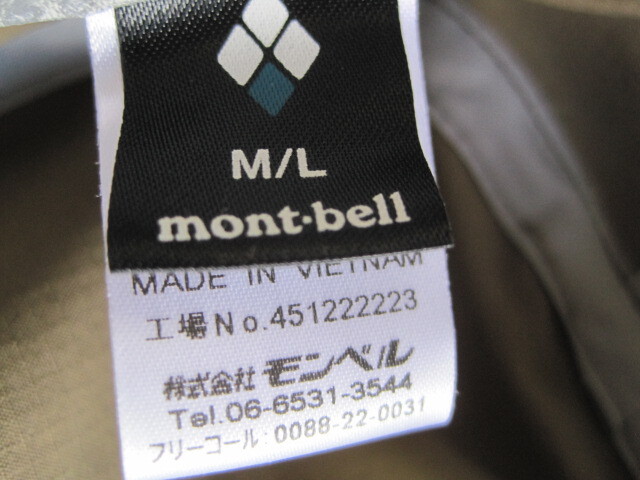 M/L
mont·bell
MADE IN VIETNAM
工場No.451222223
株式会社 モンベル
Tel.06-6531-3544
フリーコール:0088-22-0031